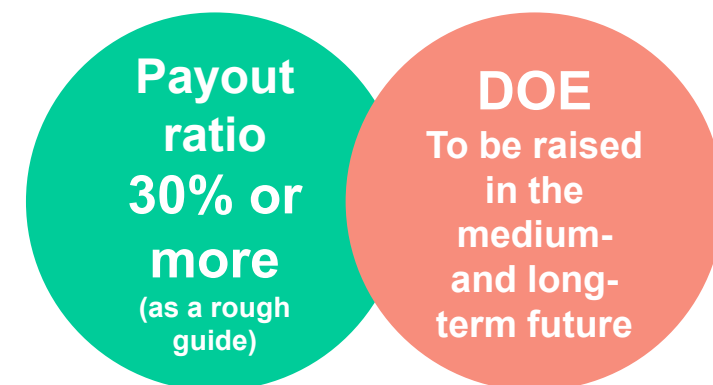 Payout
ratio
30% or
more
(as a rough
guide)
DOE
To be raised
in the
medium-
and long-
term future